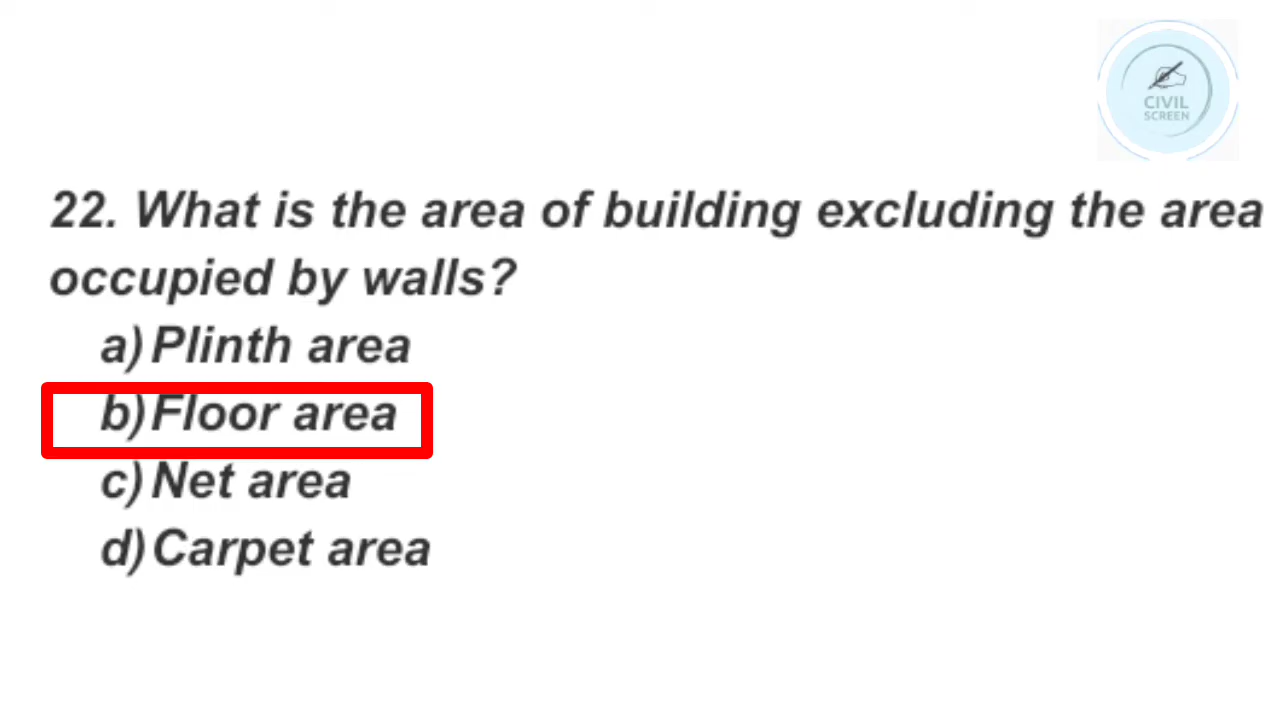 CIVIL
SCREEN
22. What is the area of building excluding the area
occupied by walls?
a) Plinth area
b) Floor area
c) Net area
d) Carpet area